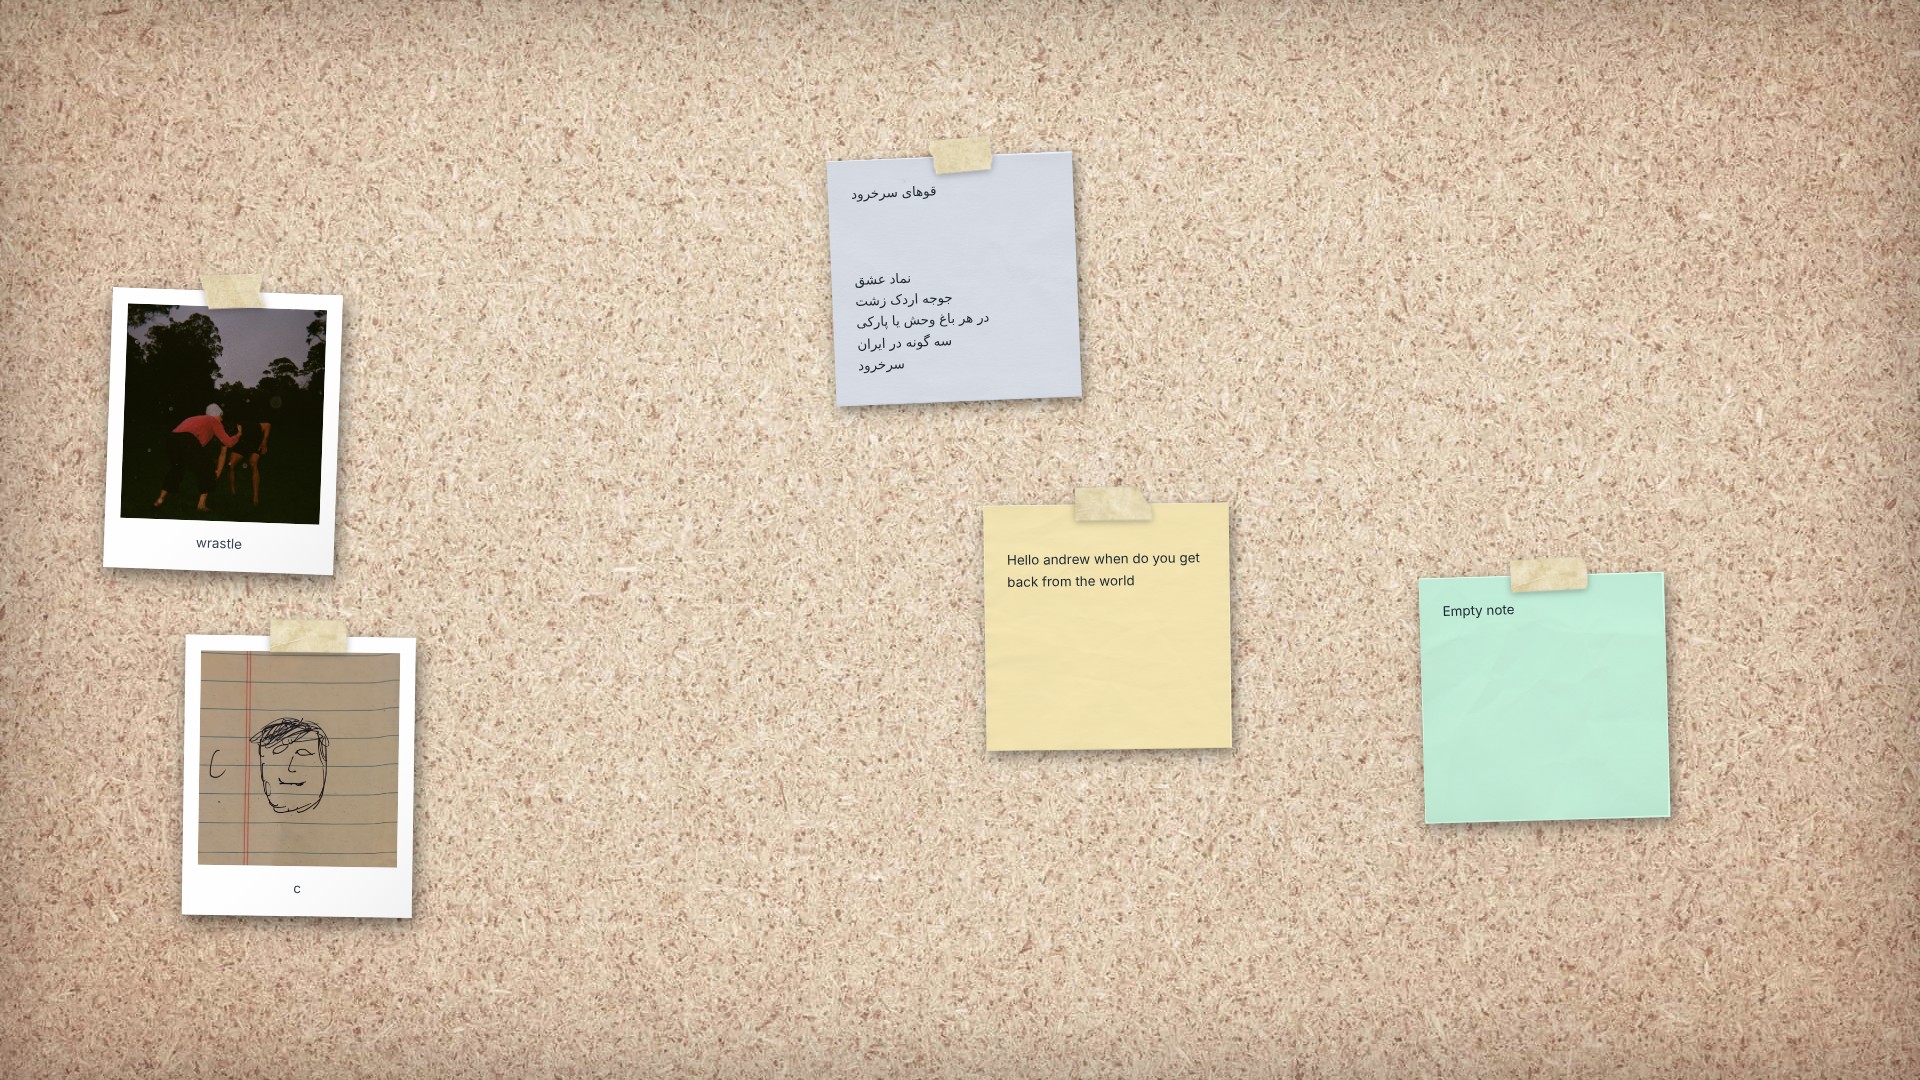 قوهای سرخرود
نماد عشق
جوجه اردک زشت
در هر باغ وحش یا پارکی
سه گونه در ایران
سرخرود
wrastle
Hello andrew when do you get
back from the world
Empty note
C
c